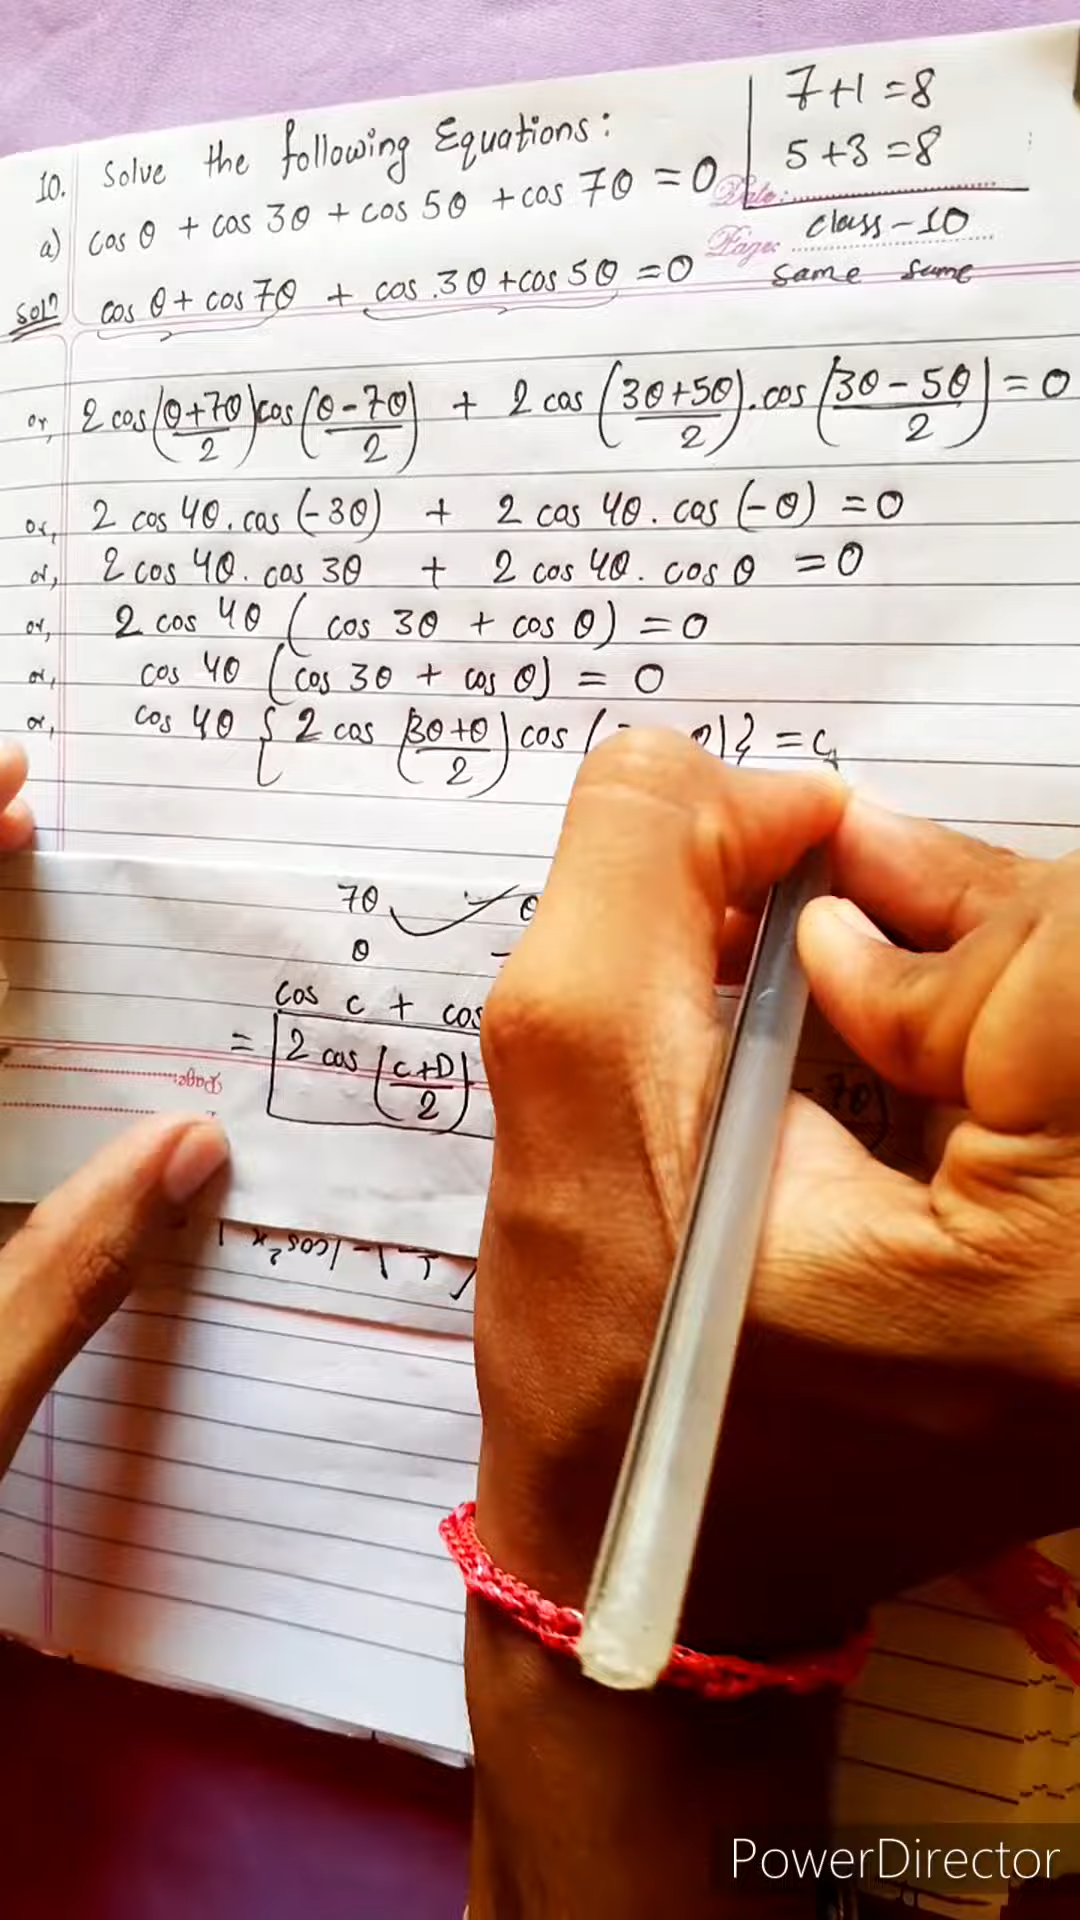 7+1=8
5+3=8
10. Solve the following Equations:
a) cos θ + cos 3θ + cos 5θ + cos 7θ = 0
Date:
Page: class-10
same same
Solⁿ cos θ + cos 7θ + cos .3θ + cos 5θ = 0
or, 2 cos(θ+7θ/2) cos(θ-7θ/2) + 2 cos(3θ+5θ/2).cos(3θ-5θ/2) = 0
or, 2 cos 4θ.cos(-3θ) + 2 cos 4θ.cos(-θ) = 0
or, 2 cos 4θ.cos 3θ + 2 cos 4θ.cos θ = 0
or, 2 cos 4θ (cos 3θ + cos θ) = 0
or, cos 4θ (cos 3θ + cos θ) = 0
or, cos 4θ { 2 cos (3θ+θ/2) cos ( θ)} =
7θ θ
θ
cos c + cos
= 2 cos (C+D/2)
Page:
7θ
cos²x
PowerDirector